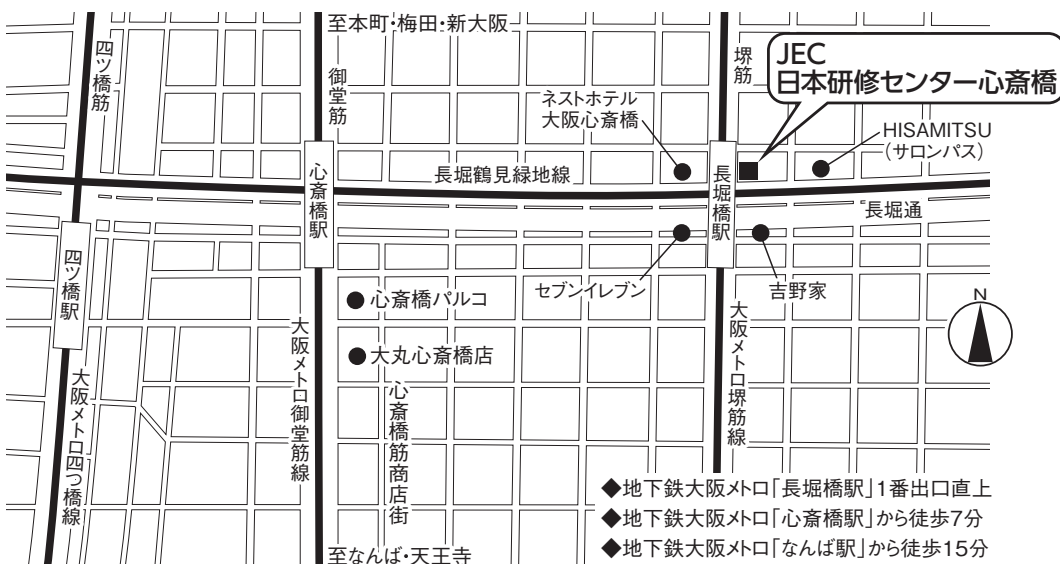 至本町・梅田・新大阪
四ツ橋筋
御堂筋
堺筋
JEC
日本研修センター心斎橋
ネストホテル
大阪心斎橋
HISAMITSU
(サロンパス)
心斎橋駅
長堀鶴見緑地線
長堀橋駅
長堀通
四ツ橋駅
セブンイレブン
吉野家
心斎橋パルコ
N
大阪メトロ御堂筋線
大丸心斎橋店
大阪メトロ堺筋線
大阪メトロ四つ橋線
心斎橋筋商店街
◆地下鉄大阪メトロ「長堀橋駅」1番出口直上
◆地下鉄大阪メトロ「心斎橋駅」から徒歩7分
◆地下鉄大阪メトロ「なんば駅」から徒歩15分
至なんば・天王寺